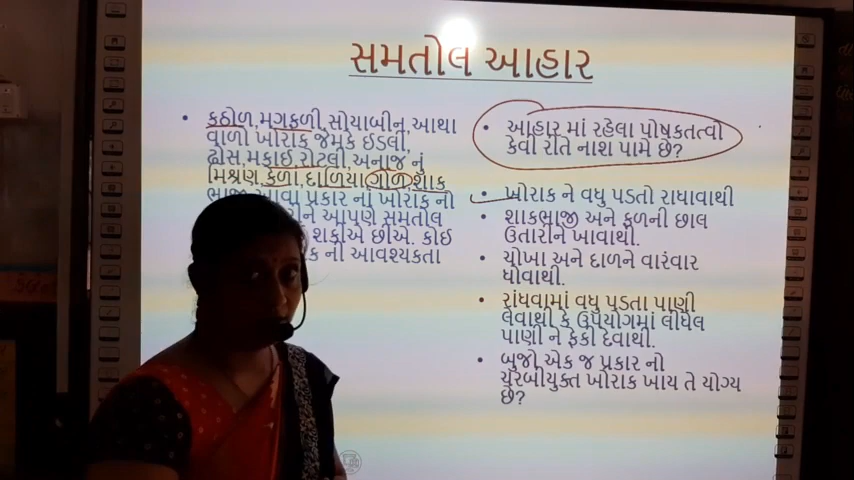 સમતોલ આહાર
કઠોળ,મગફળી,સોયાબીન,આથા
વાળો ખોરાક જેમકે ઈડલી,
ઢોસ,મકાઈ,રોટલી,અનાજ નું
મિશ્રણ,કેળાં,દાળિયા,ગોળ,શાક
ભાજી આવા પ્રકાર નાં ખોરાક નો
આપણે સમતોલ
શકીએ છીએ. કોઈ
ની આવશ્યકતા
આહાર માં રહેલા પોષકતત્વો
કેવી રીતે નાશ પામે છે?
ખોરાક ને વધુ પડતો રાધાવાથી
શાકભાજી અને ફળની છાલ
ઉતારીને ખાવાથી.
ચોખા અને દાળને વારંવાર
ધોવાથી.
રાંધવામાં વધુ પડતા પાણી
લેવાથી કે ઉપયોગમાં લીધેલ
પાણી ને ફેકી દેવાથી.
બુજો,એક જ પ્રકાર નો
ચરબીયુક્ત ખોરાક ખાય તે યોગ્ય
છે?